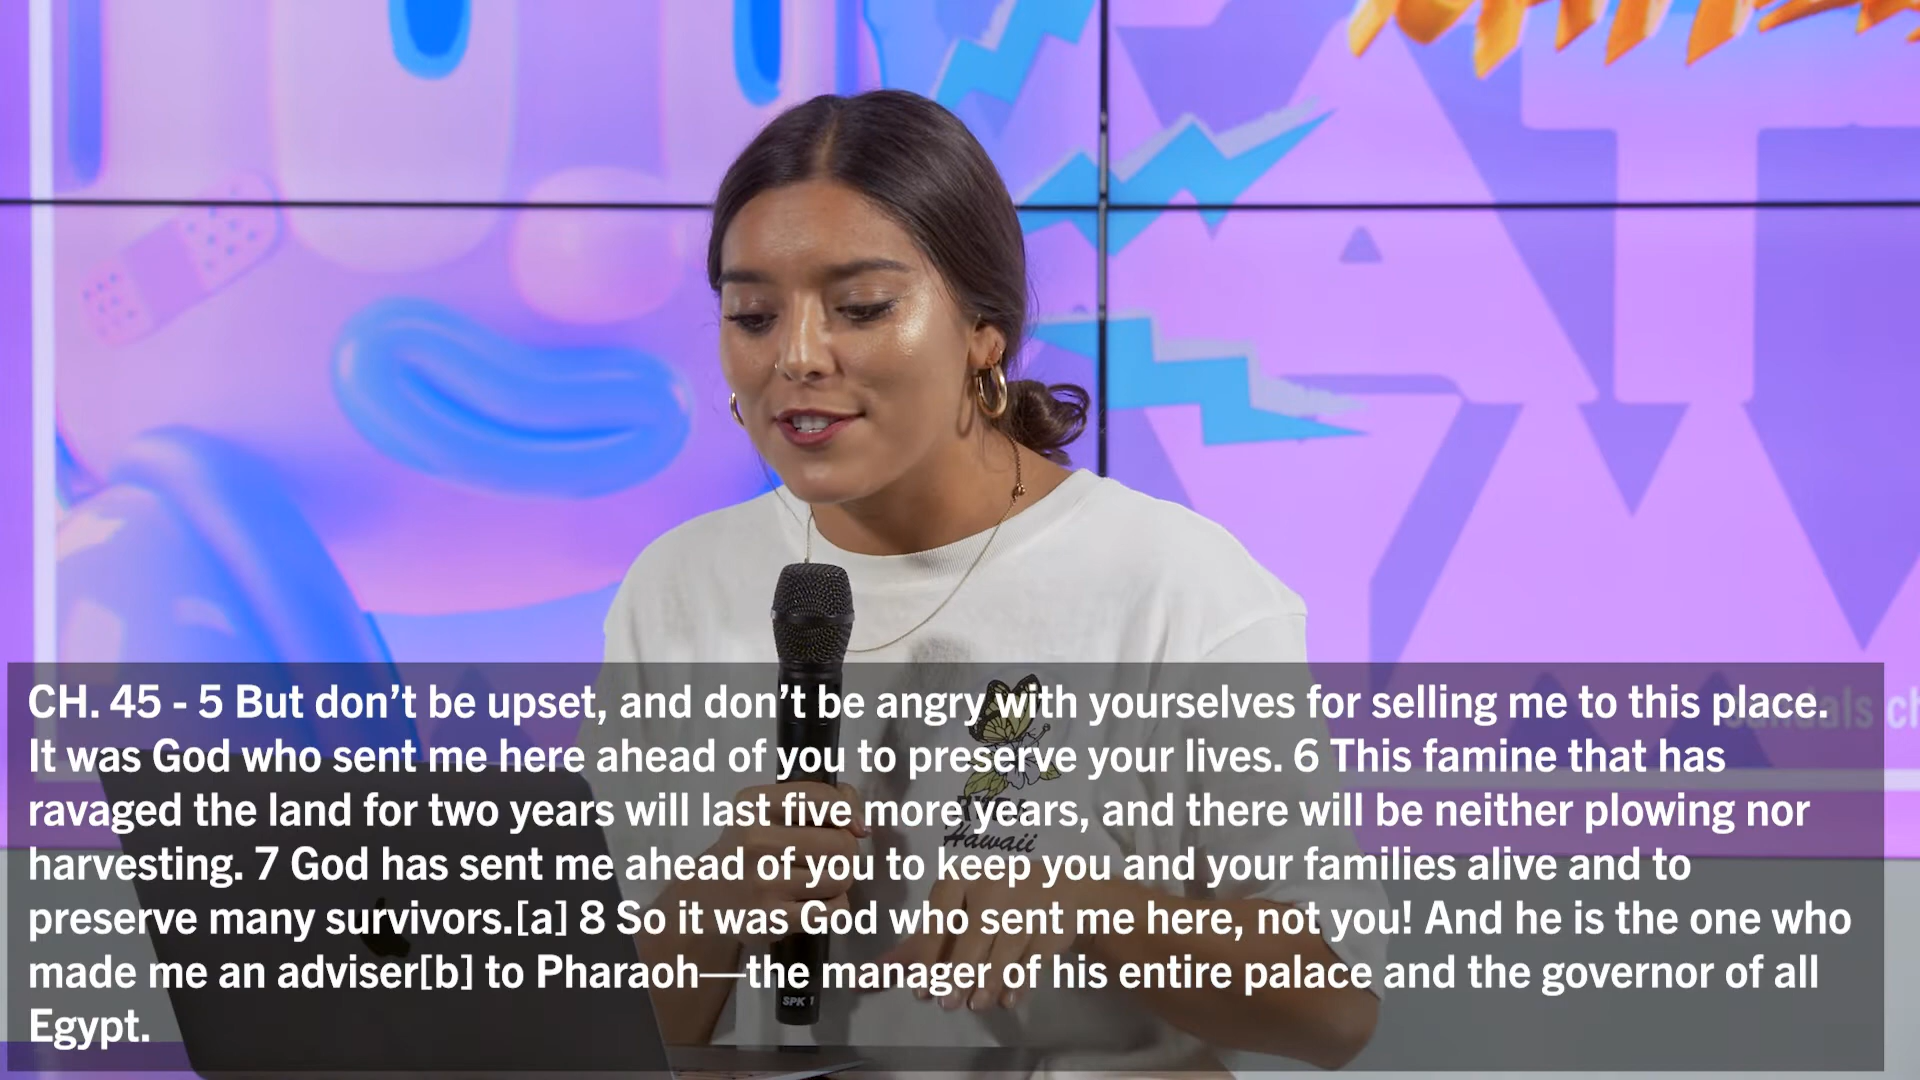 CH. 45 - 5 But don’t be upset, and don’t be angry with yourselves for selling me to this place.
It was God who sent me here ahead of you to preserve your lives. 6 This famine that has
ravaged the land for two years will last five more years, and there will be neither plowing nor
harvesting. 7 God has sent me ahead of you to keep you and your families alive and to
preserve many survivors.[a] 8 So it was God who sent me here, not you! And he is the one who
made me an adviser[b] to Pharaoh—the manager of his entire palace and the governor of all
Egypt.
Hawaii
SPK 1